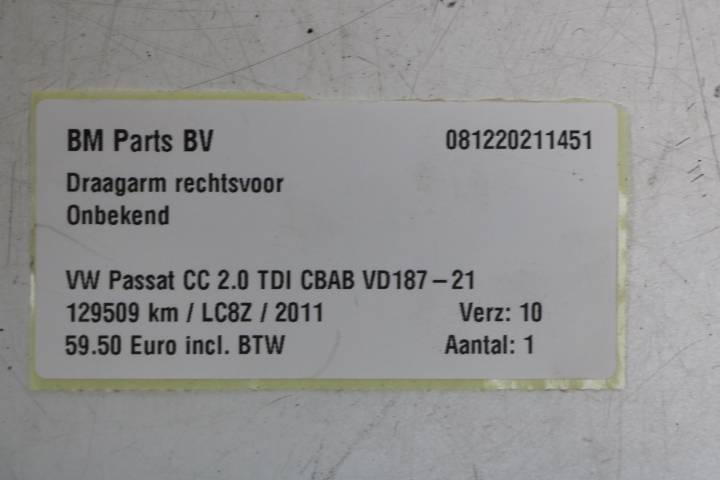 BM Parts BV 081220211451
Draagarm rechtsvoor
Onbekend
VW Passat CC 2.0 TDI CBAB VD187-21
129509 km / LC8Z / 2011 Verz: 10
59.50 Euro incl. BTW Aantal: 1